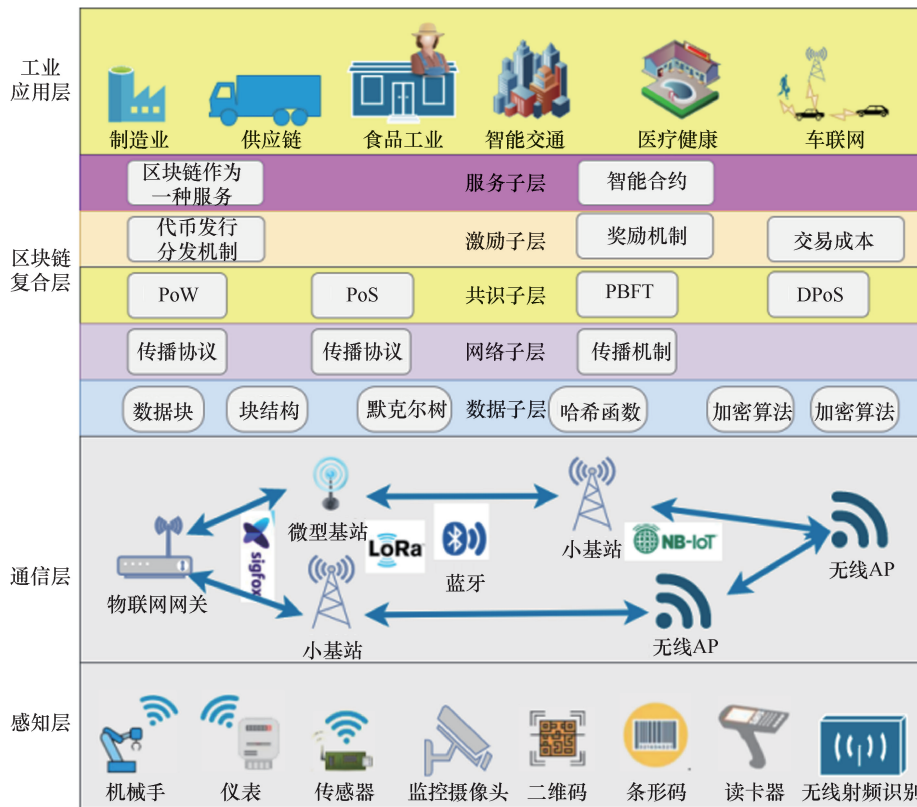 工业
应用层
制造业
供应链
食品工业
智能交通
医疗健康
车联网
区块链
复合层
区块链作为
一种服务
服务子层
智能合约
代币发行
分发机制
激励子层
奖励机制
交易成本
PoW
PoS
共识子层
PBFT
DPoS
传播协议
传播协议
网络子层
传播机制
数据块
块结构
默克尔树
数据子层
哈希函数
加密算法
加密算法
通信层
微型基站
sigfox
LoRa
蓝牙
小基站
NB-IoT
无线AP
物联网网关
小基站
无线AP
感知层
机械手
仪表
传感器
监控摄像头
二维码
条形码
读卡器
无线射频识别